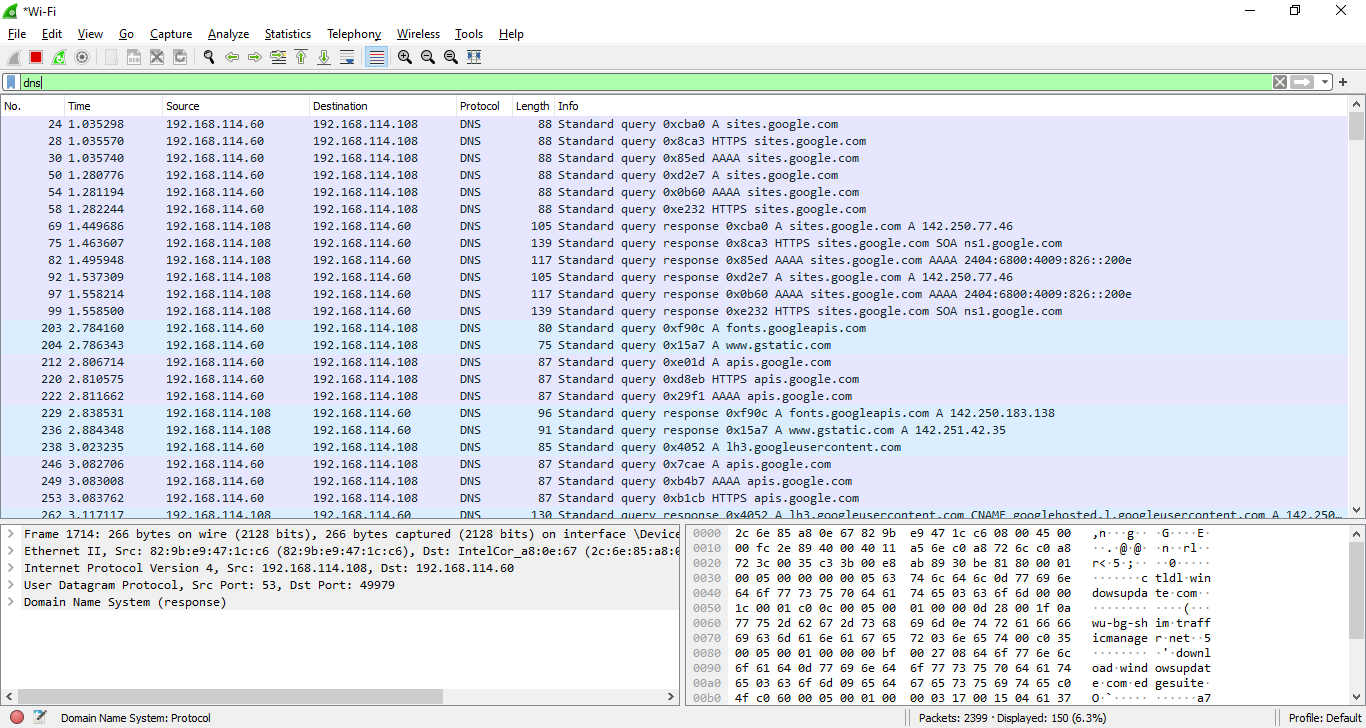 *Wi-Fi
File Edit View Go Capture Analyze Statistics Telephony Wireless Tools Help
dns
No. Time Source Destination Protocol Length Info
24 1.035298 192.168.114.60 192.168.114.108 DNS 88 Standard query 0xcba0 A sites.google.com
28 1.035570 192.168.114.60 192.168.114.108 DNS 88 Standard query 0x8ca3 HTTPS sites.google.com
30 1.035740 192.168.114.60 192.168.114.108 DNS 88 Standard query 0x85ed AAAA sites.google.com
50 1.280776 192.168.114.60 192.168.114.108 DNS 88 Standard query 0xd2e7 A sites.google.com
54 1.281194 192.168.114.60 192.168.114.108 DNS 88 Standard query 0x0b60 AAAA sites.google.com
58 1.282244 192.168.114.60 192.168.114.108 DNS 88 Standard query 0xe232 HTTPS sites.google.com
69 1.449686 192.168.114.108 192.168.114.60 DNS 105 Standard query response 0xcba0 A sites.google.com A 142.250.77.46
75 1.463607 192.168.114.108 192.168.114.60 DNS 139 Standard query response 0x8ca3 HTTPS sites.google.com SOA ns1.google.com
82 1.495948 192.168.114.108 192.168.114.60 DNS 117 Standard query response 0x85ed AAAA sites.google.com AAAA 2404:6800:4009:826::200e
92 1.537309 192.168.114.108 192.168.114.60 DNS 105 Standard query response 0xd2e7 A sites.google.com A 142.250.77.46
97 1.558214 192.168.114.108 192.168.114.60 DNS 117 Standard query response 0x0b60 AAAA sites.google.com AAAA 2404:6800:4009:826::200e
99 1.558500 192.168.114.108 192.168.114.60 DNS 139 Standard query response 0xe232 HTTPS sites.google.com SOA ns1.google.com
203 2.784160 192.168.114.60 192.168.114.108 DNS 80 Standard query 0xf90c A fonts.googleapis.com
204 2.786343 192.168.114.60 192.168.114.108 DNS 75 Standard query 0x15a7 A www.gstatic.com
212 2.806714 192.168.114.60 192.168.114.108 DNS 87 Standard query 0xe01d A apis.google.com
220 2.810575 192.168.114.60 192.168.114.108 DNS 87 Standard query 0xd8eb HTTPS apis.google.com
222 2.811662 192.168.114.60 192.168.114.108 DNS 87 Standard query 0x29f1 AAAA apis.google.com
229 2.838531 192.168.114.108 192.168.114.60 DNS 96 Standard query response 0xf90c A fonts.googleapis.com A 142.250.183.138
236 2.884348 192.168.114.108 192.168.114.60 DNS 91 Standard query response 0x15a7 A www.gstatic.com A 142.251.42.35
238 3.023235 192.168.114.60 192.168.114.108 DNS 85 Standard query 0x4052 A lh3.googleusercontent.com
246 3.082706 192.168.114.60 192.168.114.108 DNS 87 Standard query 0x7cae A apis.google.com
249 3.083008 192.168.114.60 192.168.114.108 DNS 87 Standard query 0xb4b7 AAAA apis.google.com
253 3.083762 192.168.114.60 192.168.114.108 DNS 87 Standard query 0xb1cb HTTPS apis.google.com
262 3.117117 192.168.114.108 192.168.114.60 DNS 130 Standard query response 0x4052 A lh3.googleusercontent.com CNAME googlehosted.l.googleusercontent.com A 142.250…
Frame 1714: 266 bytes on wire (2128 bits), 266 bytes captured (2128 bits) on interface \Device
Ethernet II, Src: 82:9b:e9:47:1c:c6 (82:9b:e9:47:1c:c6), Dst: IntelCor_a8:0e:67 (2c:6e:85:a8:0
Internet Protocol Version 4, Src: 192.168.114.108, Dst: 192.168.114.60
User Datagram Protocol, Src Port: 53, Dst Port: 49979
Domain Name System (response)
0000 2c 6e 85 a8 0e 67 82 9b e9 47 1c c6 08 00 45 00 ,n···g·· ·G····E·
0010 00 fc 2e 89 40 00 40 11 a5 6e c0 a8 72 6c c0 a8 ··.·@·@· ·n··rl··
0020 72 3c 00 35 c3 3b 00 e8 ab 89 30 be 81 80 00 01 r<·5·;·· ··0·····
0030 00 05 00 00 00 00 05 63 74 6c 64 6c 0d 77 69 6e ·······c tldl·win
0040 64 6f 77 73 75 70 64 61 74 65 03 63 6f 6d 00 00 dowsupda te·com··
0050 1c 00 01 c0 0c 00 05 00 01 00 00 0d 28 00 1f 0a ········ ····(···
0060 77 75 2d 62 67 2d 73 68 69 6d 0e 74 72 61 66 66 wu-bg-sh im·traff
0070 69 63 6d 61 6e 61 67 65 72 03 6e 65 74 00 c0 35 icmanage r·net··5
0080 00 05 00 01 00 00 00 bf 00 27 08 64 6f 77 6e 6c ········ ·'·downl
0090 6f 61 64 0d 77 69 6e 64 6f 77 73 75 70 64 61 74 oad·wind owsupdat
00a0 65 03 63 6f 6d 09 65 64 67 65 73 75 69 74 65 c0 e·com·ed gesuite·
00b0 4f c0 60 00 05 00 01 00 00 03 17 00 15 04 61 37 O·`····· ······a7
Domain Name System: Protocol
Packets: 2399 · Displayed: 150 (6.3%)
Profile: Default